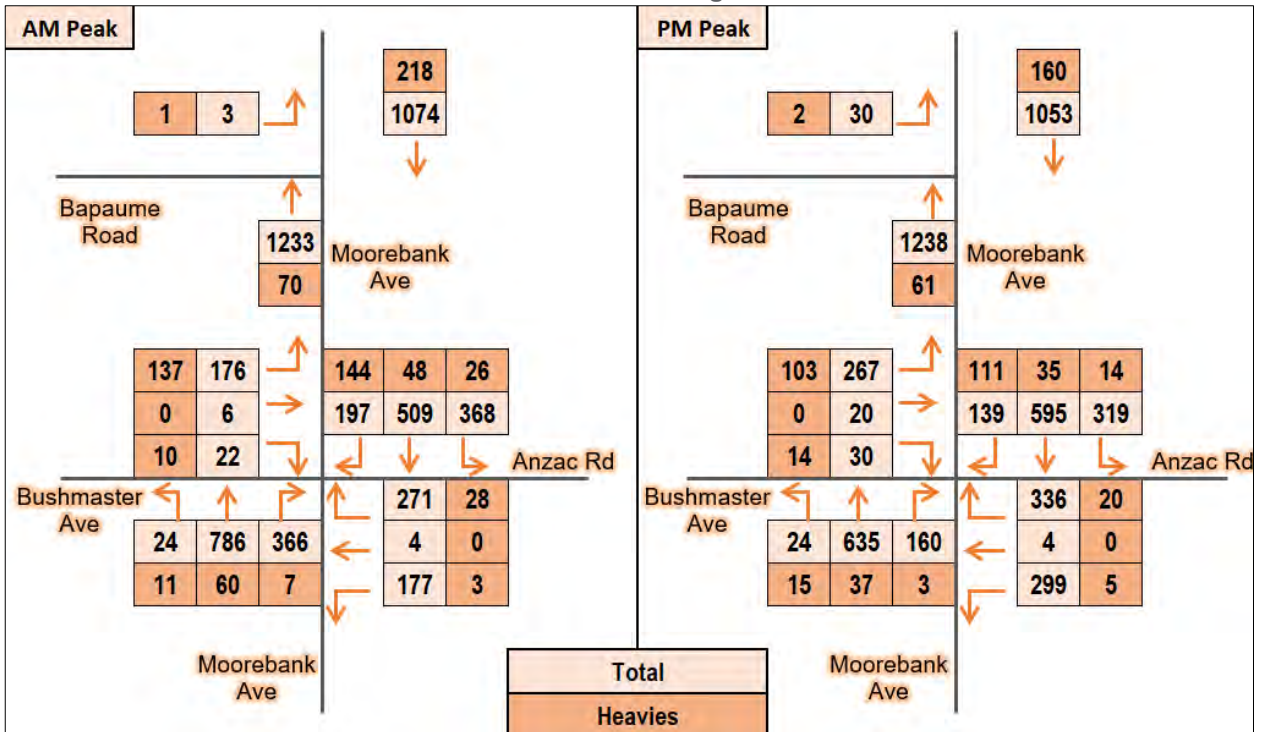 AM Peak
218
1 3
1074
Bapaume
Road
1233
70
Moorebank
Ave
137 176
0 6
10 22
144 48 26
197 509 368
Anzac Rd
Bushmaster
Ave
24 786 366
11 60 7
271 28
4 0
177 3
Moorebank
Ave
PM Peak
160
2 30
1053
Bapaume
Road
1238
61
Moorebank
Ave
103 267
0 20
14 30
111 35 14
139 595 319
Anzac Rd
Bushmaster
Ave
24 635 160
15 37 3
336 20
4 0
299 5
Moorebank
Ave
Total
Heavies